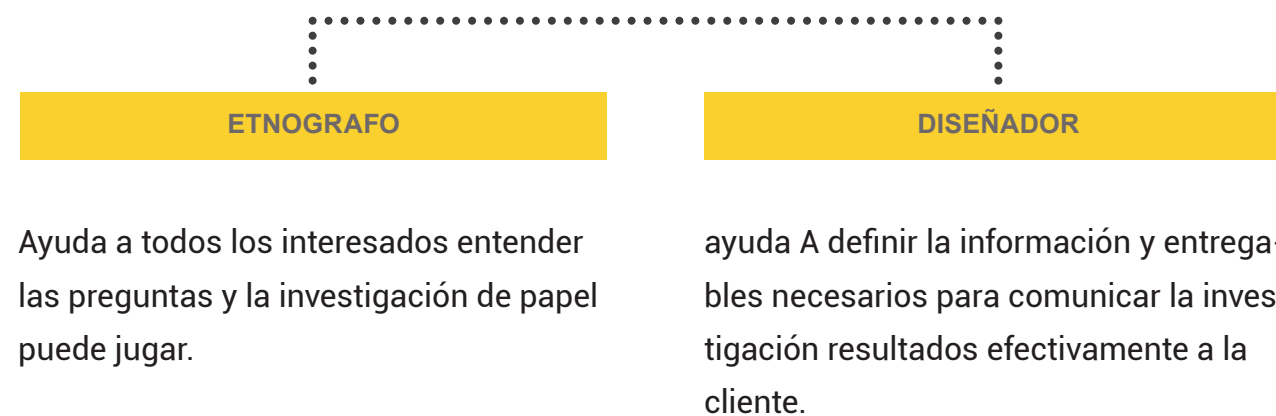 ETNOGRAFO
Ayuda a todos los interesados entender
las preguntas y la investigación de papel
puede jugar.
DISEÑADOR
ayuda A definir la información y entrega-
bles necesarios para comunicar la inves
tigación resultados efectivamente a la
cliente.